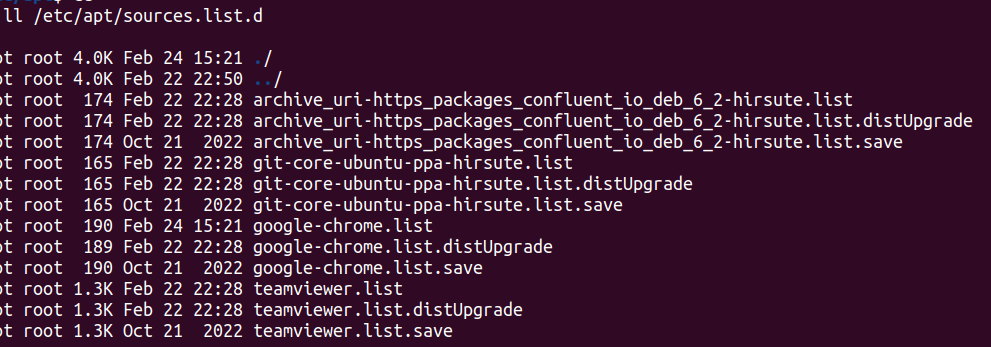 ll /etc/apt/sources.list.d
ot root 4.0K Feb 24 15:21 ./
ot root 4.0K Feb 22 22:50 ../
ot root  174 Feb 22 22:28 archive_uri-https_packages_confluent_io_deb_6_2-hirsute.list
ot root  174 Feb 22 22:28 archive_uri-https_packages_confluent_io_deb_6_2-hirsute.list.distUpgrade
ot root  174 Oct 21  2022 archive_uri-https_packages_confluent_io_deb_6_2-hirsute.list.save
ot root  165 Feb 22 22:28 git-core-ubuntu-ppa-hirsute.list
ot root  165 Feb 22 22:28 git-core-ubuntu-ppa-hirsute.list.distUpgrade
ot root  165 Oct 21  2022 git-core-ubuntu-ppa-hirsute.list.save
ot root  190 Feb 24 15:21 google-chrome.list
ot root  189 Feb 22 22:28 google-chrome.list.distUpgrade
ot root  190 Oct 21  2022 google-chrome.list.save
ot root 1.3K Feb 22 22:28 teamviewer.list
ot root 1.3K Feb 22 22:28 teamviewer.list.distUpgrade
ot root 1.3K Oct 21  2022 teamviewer.list.save